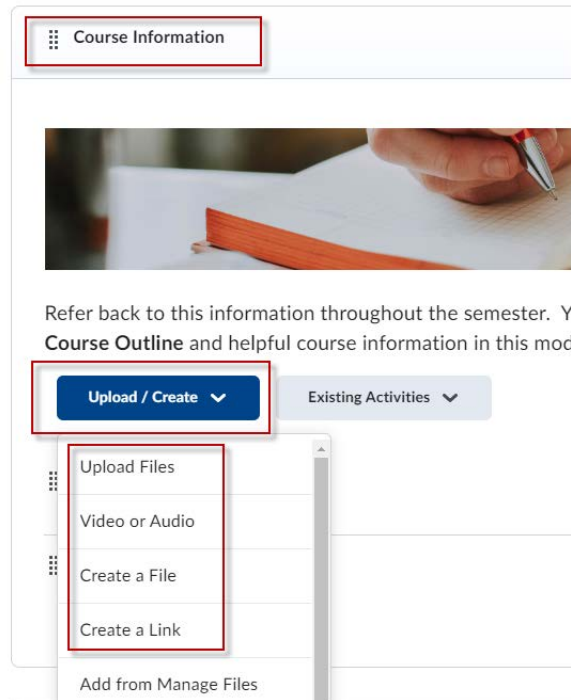 Course Information
Refer back to this information throughout the semester. Y
Course Outline and helpful course information in this mod
Upload / Create
Existing Activities
Upload Files
Video or Audio
Create a File
Create a Link
Add from Manage Files